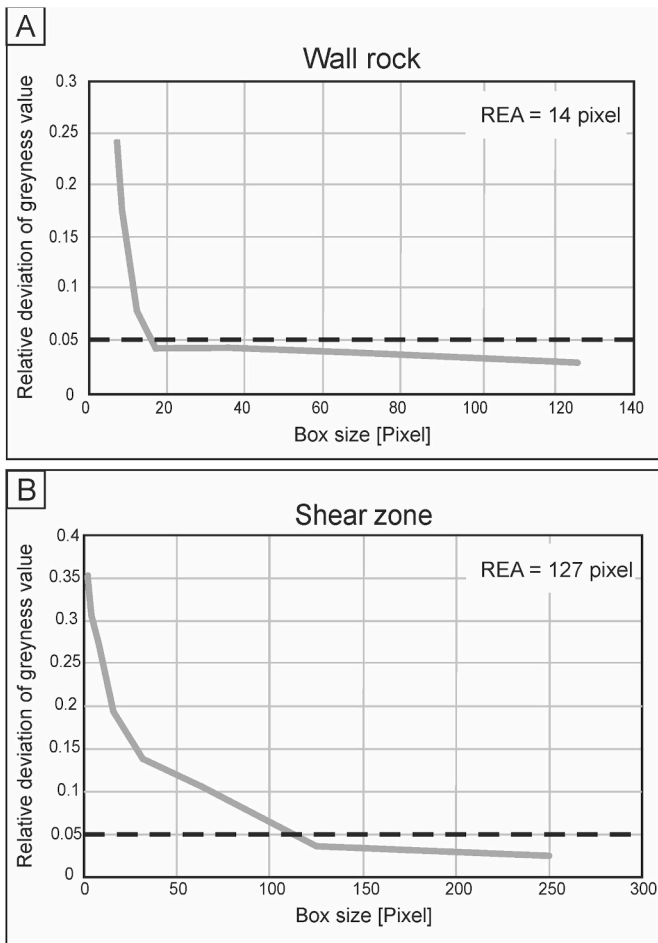 A
Wall rock
Relative deviation of greyness value
0.3
0.25
0.2
0.15
0.1
0.05
0
REA = 14 pixel
0 20 40 60 80 100 120 140
Box size [Pixel]
B
Shear zone
Relative deviation of greyness value
0.4
0.35
0.3
0.25
0.2
0.15
0.1
0.05
0
REA = 127 pixel
0 50 100 150 200 250 300
Box size [Pixel]